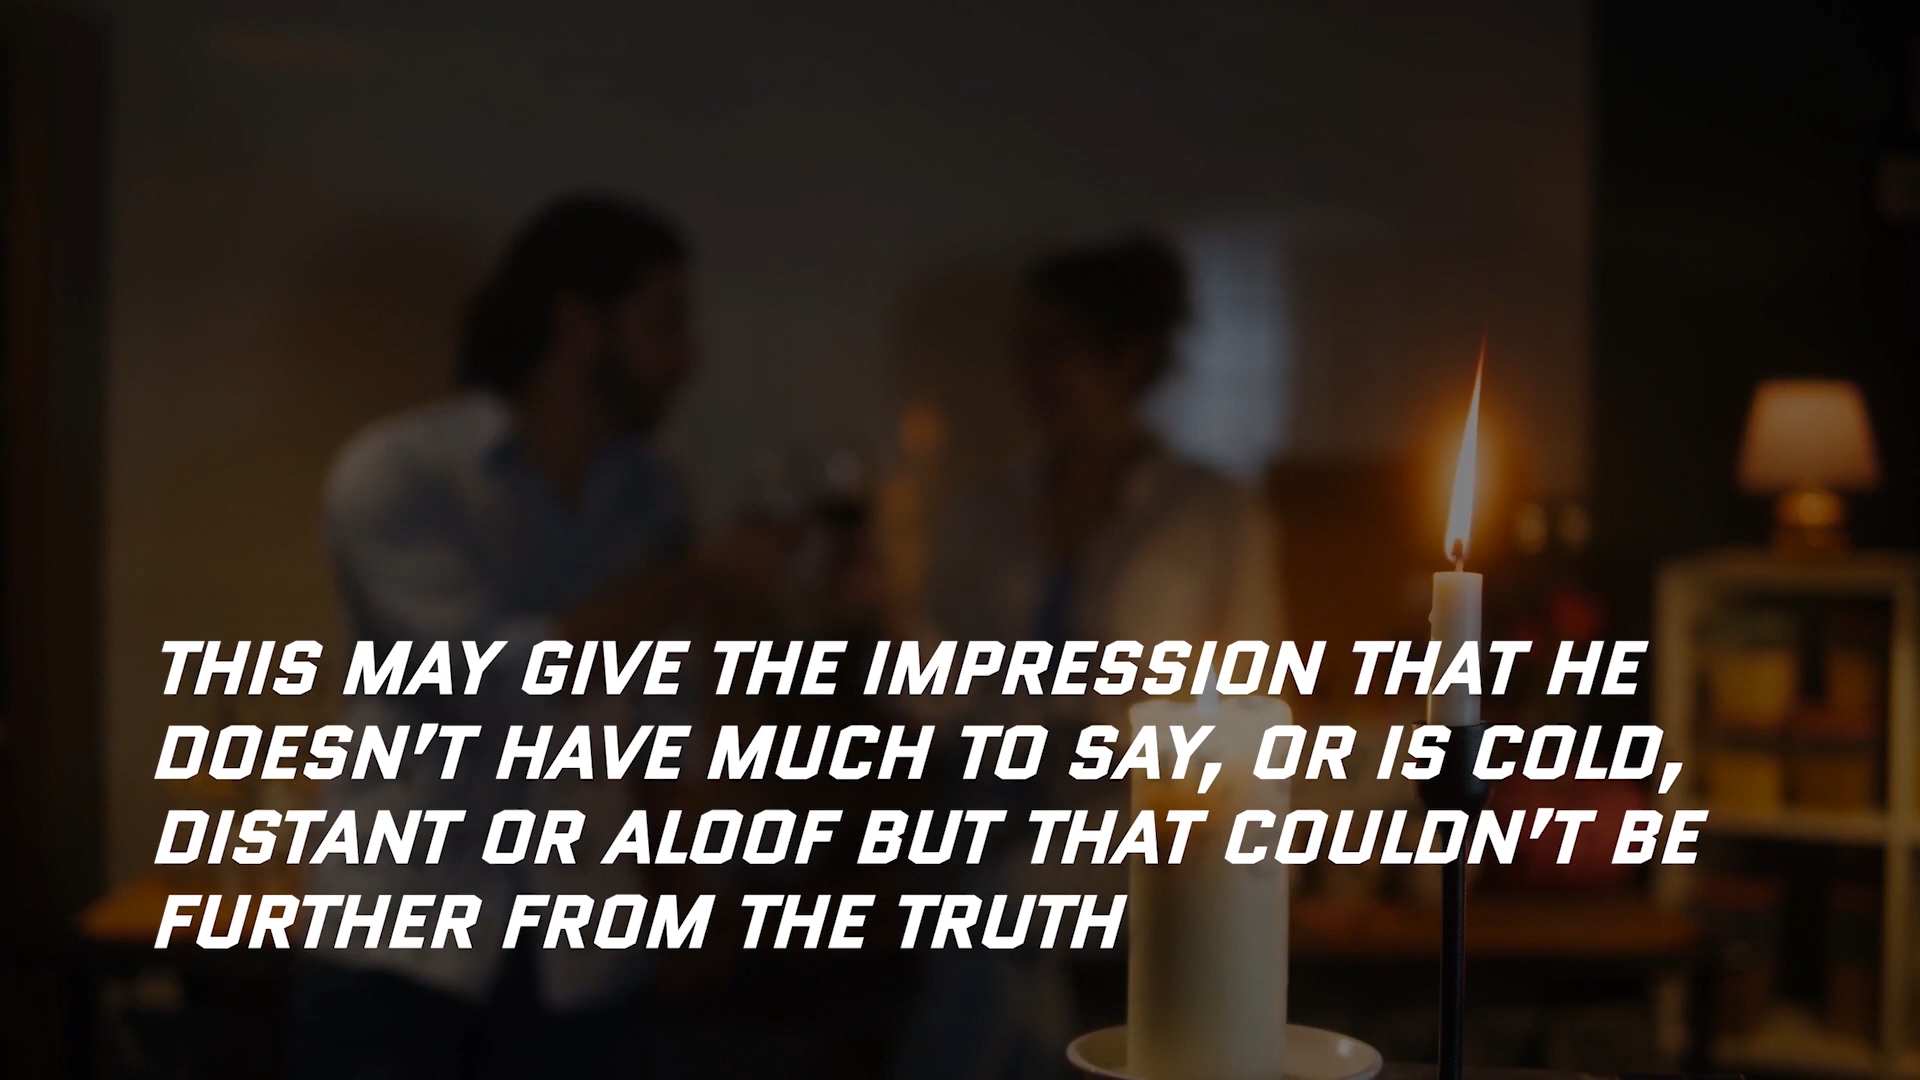 THIS MAY GIVE THE IMPRESSION THAT HE
DOESN'T HAVE MUCH TO SAY, OR IS COLD,
DISTANT OR ALOOF BUT THAT COULDN'T BE
FURTHER FROM THE TRUTH